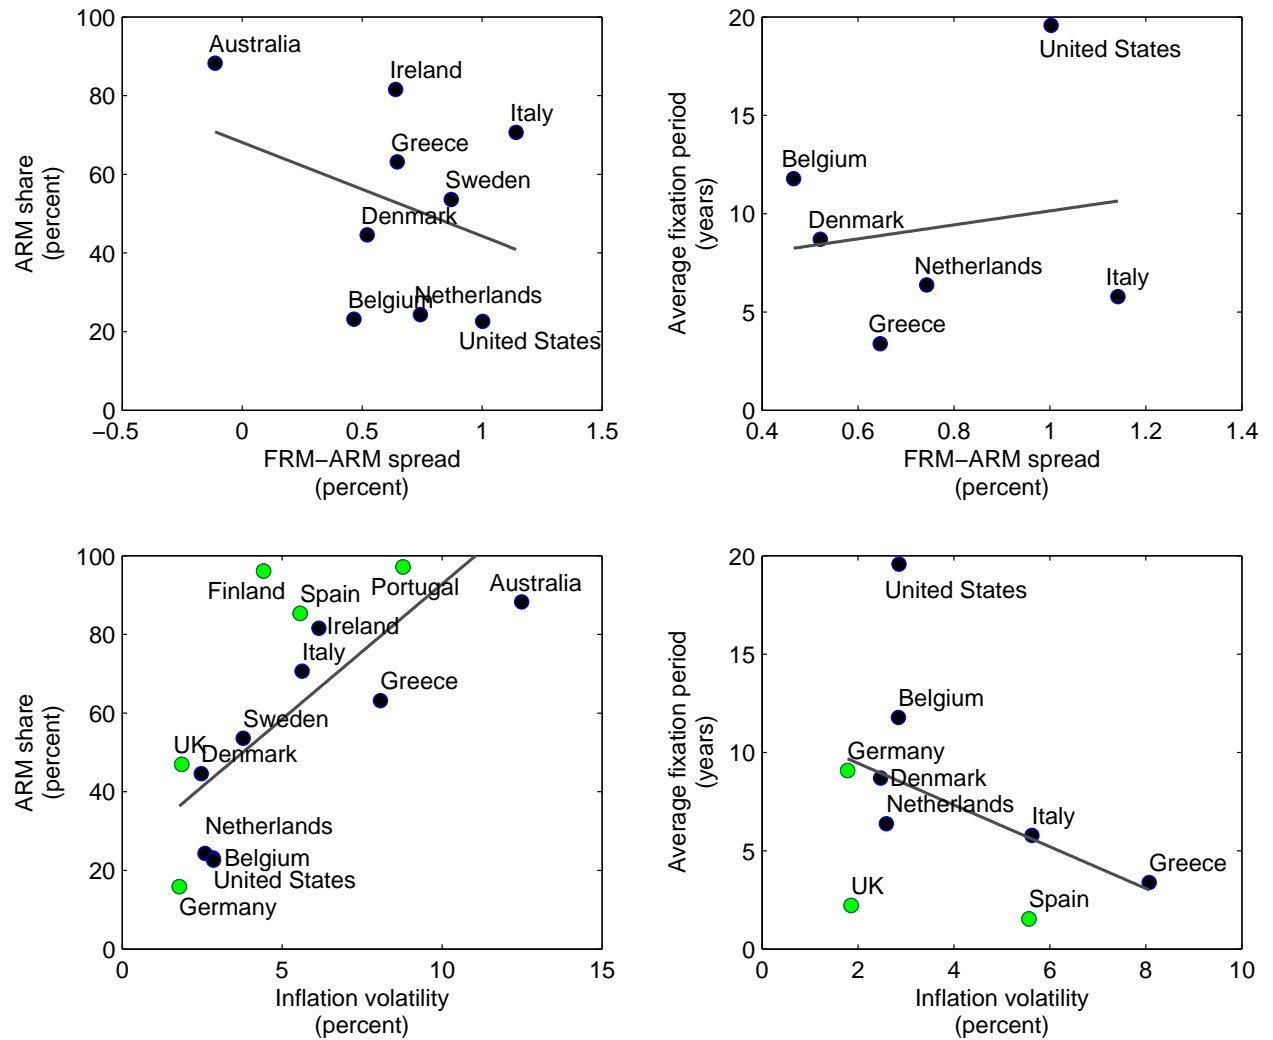 100
80
60
40
20
0
ARM share
(percent)
Australia
Ireland
Italy
Greece
Sweden
Denmark
Belgium
Netherlands
United States
−0.5
0
0.5
1
1.5
FRM−ARM spread
(percent)
20
15
10
5
0
Average fixation period
(years)
United States
Belgium
Denmark
Netherlands
Italy
Greece
0.4
0.6
0.8
1
1.2
1.4
FRM−ARM spread
(percent)
100
80
60
40
20
0
ARM share
(percent)
Finland
Spain
Portugal
Australia
Ireland
Italy
Greece
Sweden
UK
Denmark
Netherlands
Belgium
United States
Germany
0
5
10
15
Inflation volatility
(percent)
20
15
10
5
0
Average fixation period
(years)
United States
Belgium
Germany
Denmark
Netherlands
Italy
Greece
UK
Spain
0
2
4
6
8
10
Inflation volatility
(percent)